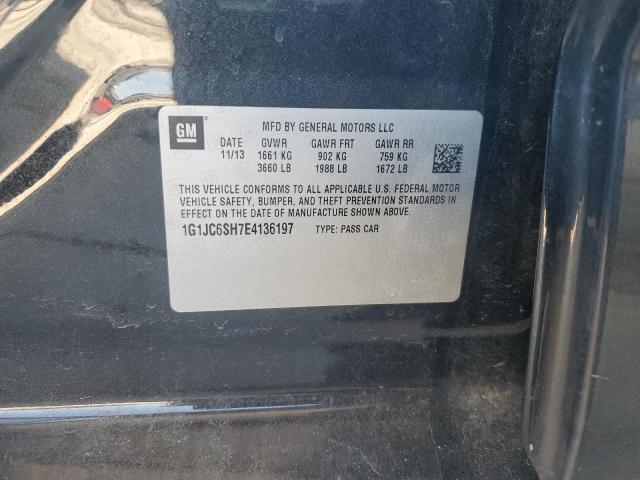 GM
MFD BY GENERAL MOTORS LLC
DATE GVWR GAWR FRT GAWR RR
11/13 1661 KG 902 KG 759 KG
3660 LB 1988 LB 1672 LB
THIS VEHICLE CONFORMS TO ALL APPLICABLE U.S. FEDERAL MOTOR
VEHICLE SAFETY, BUMPER, AND THEFT PREVENTION STANDARDS IN
EFFECT ON THE DATE OF MANUFACTURE SHOWN ABOVE.
1G1JC6SH7E4136197 TYPE: PASS CAR